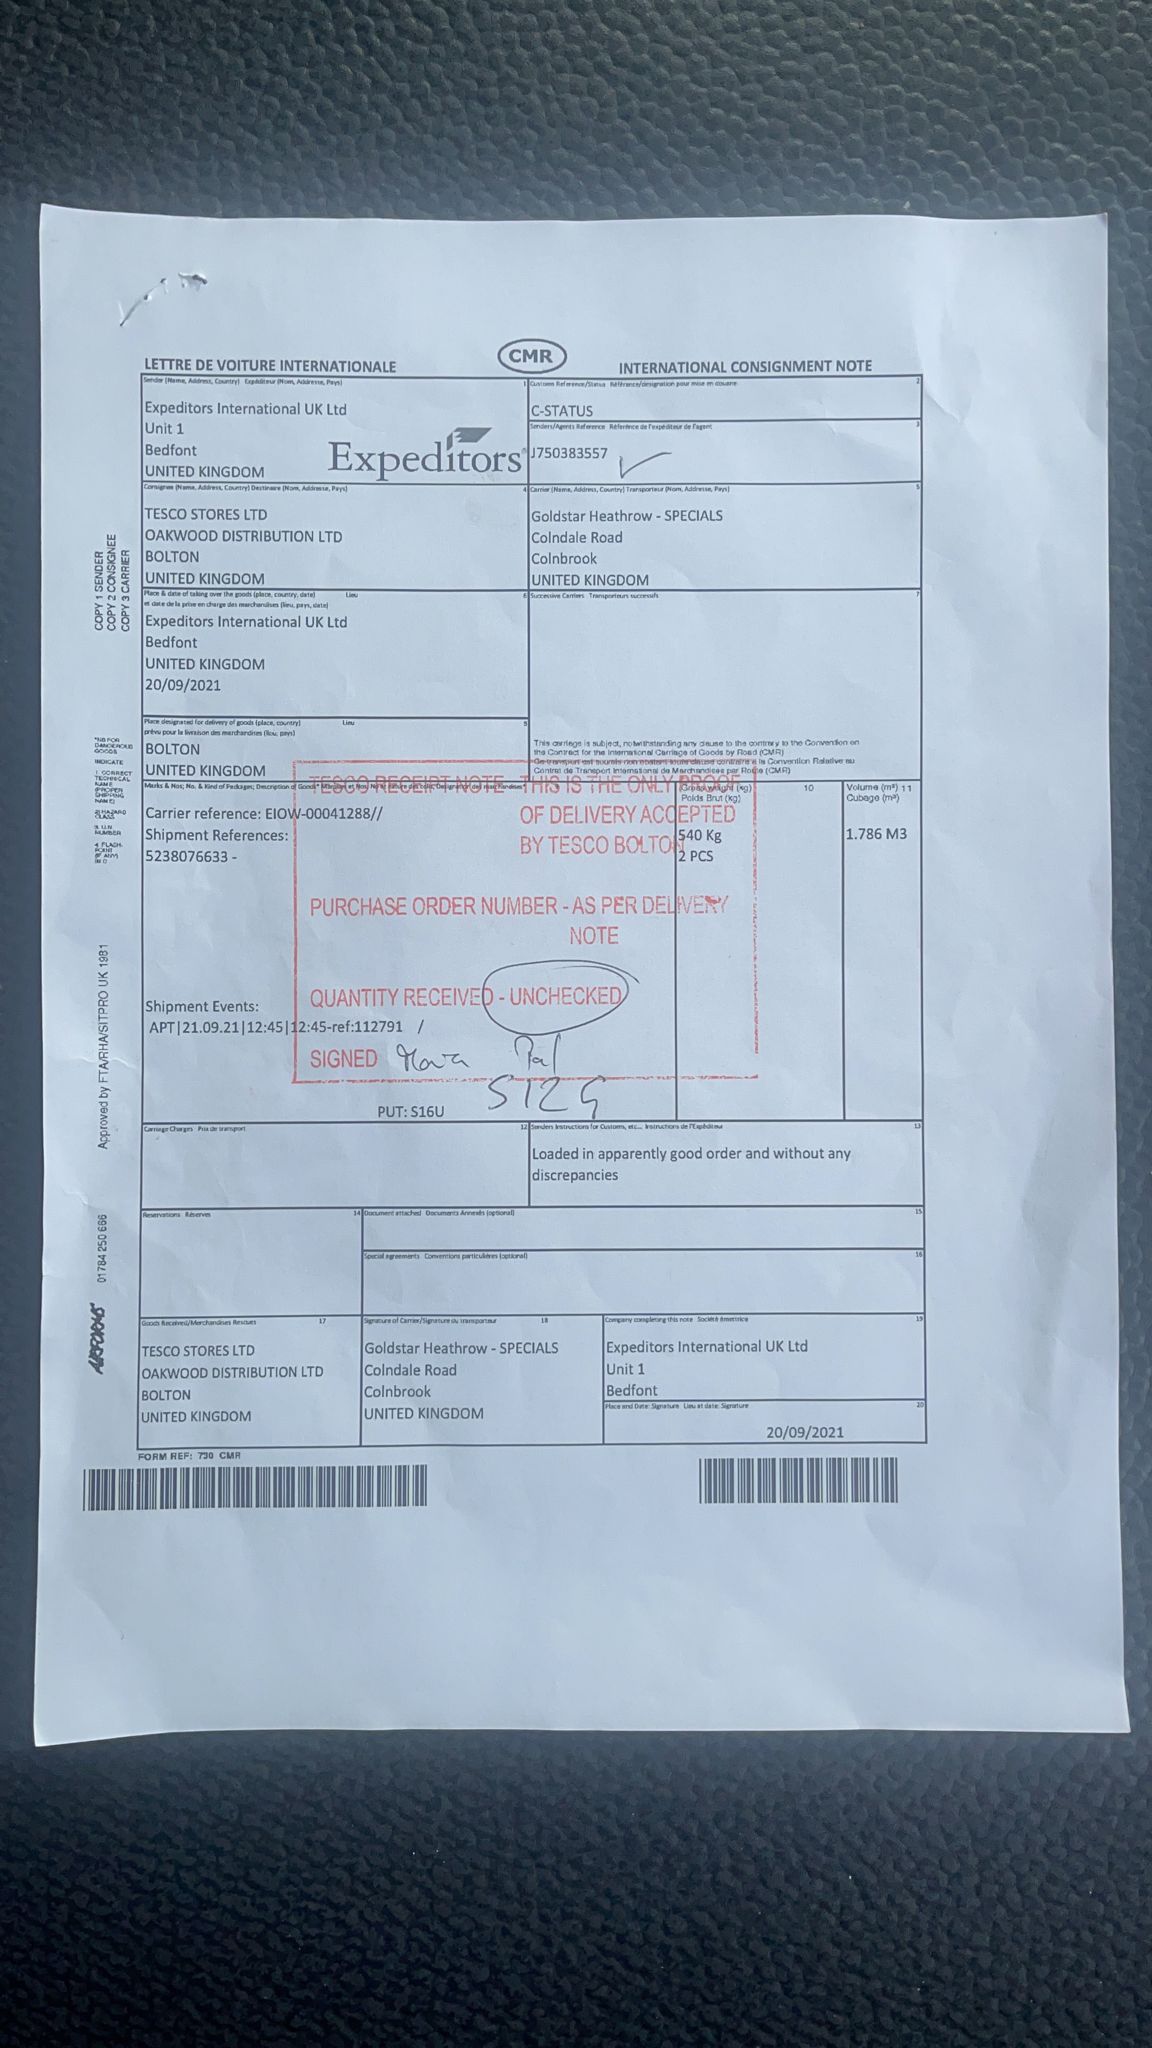 CMR
LETTRE DE VOITURE INTERNATIONALE
INTERNATIONAL CONSIGNMENT NOTE
Sender (Name, Address, Country) Expéditeur (Nom, Addresse, Pays) 1
Expeditors International UK Ltd
Unit 1
Bedfont
UNITED KINGDOM
Expeditors
Customs Reference/Status Référance/designation pour mise en douane 2
C-STATUS
Senders/Agents Reference Référence de l'expéditeur de l'agent 3
J750383557
Consignee (Name, Address, Country) Destinaire (Nom, Addresse, Pays) 4
TESCO STORES LTD
OAKWOOD DISTRIBUTION LTD
BOLTON
UNITED KINGDOM
Carrier (Name, Address, Country) Transporteur (Nom, Addresse, Pays) 5
Goldstar Heathrow - SPECIALS
Colndale Road
Colnbrook
UNITED KINGDOM
COPY 1 SENDER
COPY 2 CONSIGNEE
COPY 3 CARRIER
Place & date of taking over the goods (place, country, date) Lieu 6
et date de la prise en charge des marchandises (lieu, pays, date)
Expeditors International UK Ltd
Bedfont
UNITED KINGDOM
20/09/2021
Successive Carriers Transporteurs successifs 7
Place designated for delivery of goods (place, country) Lieu
prévu pour la livraison des marchandises (lieu, pays)
BOLTON
UNITED KINGDOM
This carriage is subject, notwithstanding any clause to the contrary to the Convention on
the Contract for the International Carriage of Goods by Road (CMR)
Ce transport est soumis non obstant toute clause contraire a la Convention Relative au
Contrat de Transport International de Marchandises par Route (CMR)
*NB FOR
DANGEROUS
GOODS
INDICATE
1. CORRECT
TECHNICAL
NAME
(PROPER
SHIPPING
NAME)
2. HAZARD
CLASS
3. U.N.
NUMBER
4. FLASH-
POINT
(IF ANY)
Marks & Nos; No. & Kind of Packages; Description of Goods*
Gross weight (kg) 10
Poids Brut (kg)
Volume (m³) 11
Cubage (m³)
Carrier reference: EIOW-00041288//
Shipment References:
5238076633 -
540 Kg
2 PCS
1.786 M3
TESCO RECEIPT NOTE - THIS IS THE ONLY PROOF
OF DELIVERY ACCEPTED
BY TESCO BOLTON
PURCHASE ORDER NUMBER - AS PER DELIVERY
NOTE
QUANTITY RECEIVED - UNCHECKED
Shipment Events:
APT|21.09.21|12:45|12:45-ref:112791 /
SIGNED
PUT: S16U
Approved by FTA/RHA/SITPRO UK 1981
Carriage Charges Prix de transport 12
Senders Instructions for Customs, etc... Instructions de l'Expéditeur 13
Loaded in apparently good order and without any
discrepancies
Reservations Réserves 14
Document attached Documents Annexés (optional) 15
Special agreements Conventions particulières (optional) 16
01784 250 666
AIRFORMS
Goods Received/Merchandises Recues 17
TESCO STORES LTD
OAKWOOD DISTRIBUTION LTD
BOLTON
UNITED KINGDOM
Signature of Carrier/Signature du transporteur 18
Goldstar Heathrow - SPECIALS
Colndale Road
Colnbrook
UNITED KINGDOM
Company completing this note Société émettrice 19
Expeditors International UK Ltd
Unit 1
Bedfont
Place and Date: Signature Lieu et date: Signature 20
20/09/2021
FORM REF: 730 CMR